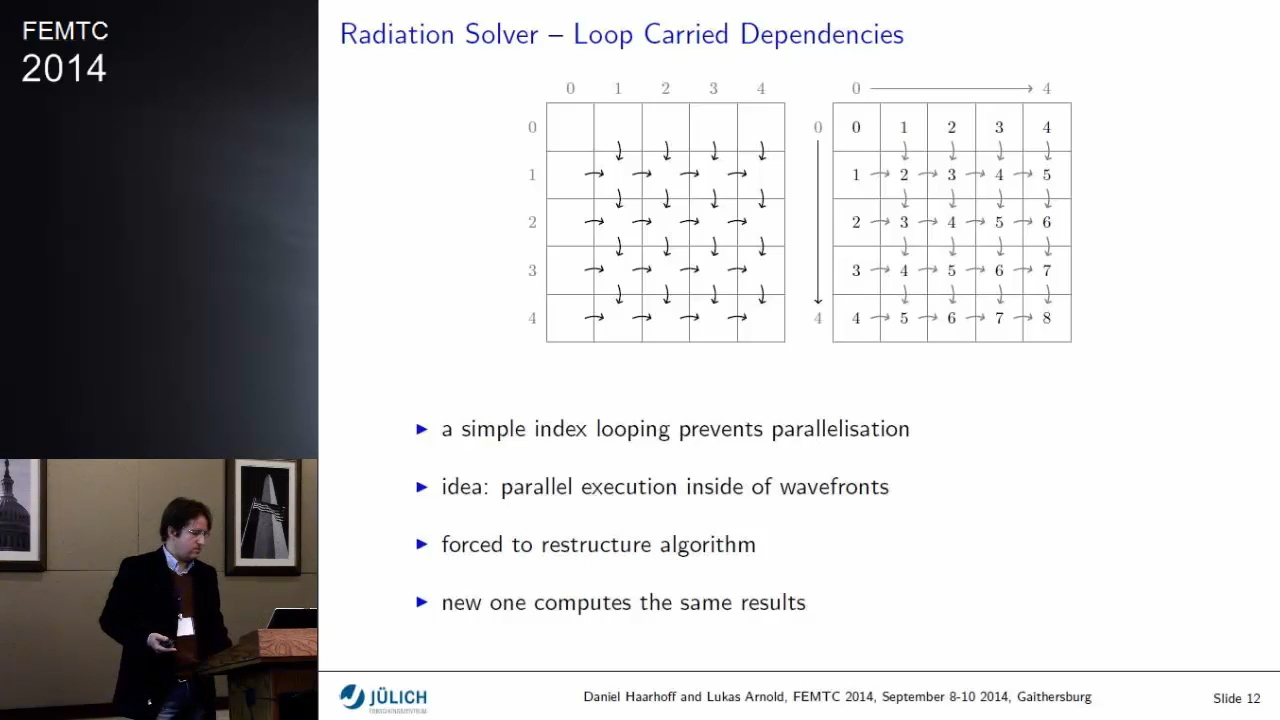 FEMTC
2014
Radiation Solver – Loop Carried Dependencies
0 1 2 3 4
0
1
2
3
4
0 4
0
4
0 1 2 3 4
1 2 3 4 5
2 3 4 5 6
3 4 5 6 7
4 5 6 7 8
a simple index looping prevents parallelisation
idea: parallel execution inside of wavefronts
forced to restructure algorithm
new one computes the same results
JÜLICH
FORSCHUNGSZENTRUM
Daniel Haarhoff and Lukas Arnold, FEMTC 2014, September 8-10 2014, Gaithersburg
Slide 12